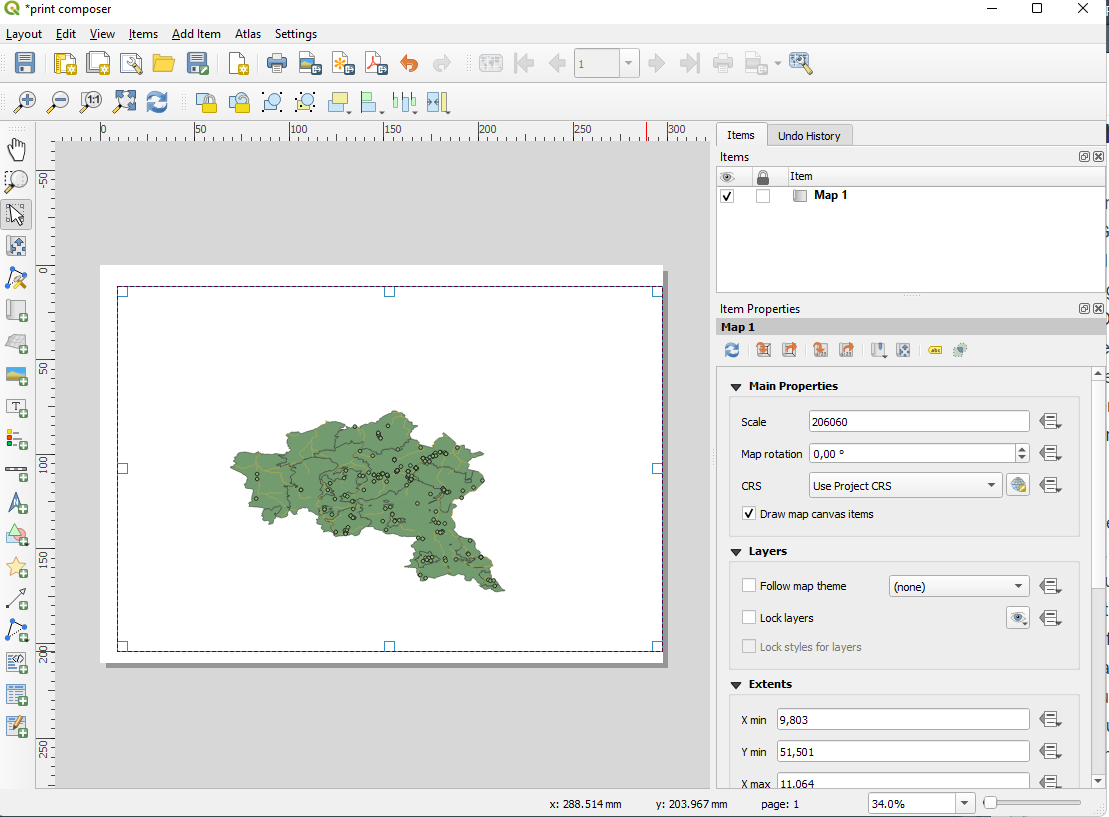 *print composer
Layout Edit View Items Add Item Atlas Settings
1
1:1
0 50 100 150 200 250 300
Items Undo History
Items
Item
Map 1
-50
0
50
100
150
200
250
Item Properties
Map 1
abc
Main Properties
Scale 206060
Map rotation 0,00 °
CRS Use Project CRS
Draw map canvas items
Layers
Follow map theme (none)
Lock layers
Lock styles for layers
Extents
X min 9,803
Y min 51,501
X max 11,064
x: 288.514 mm y: 203.967 mm page: 1 34.0%